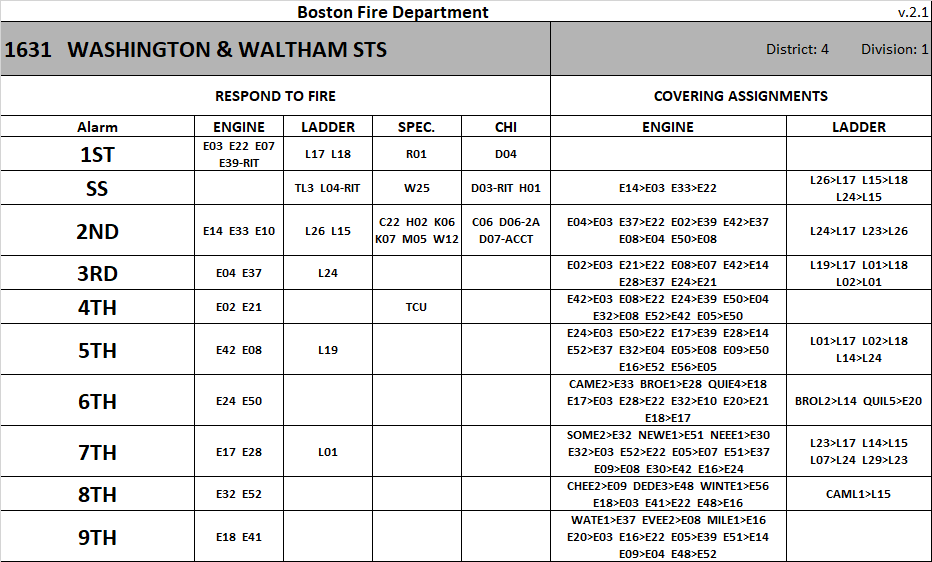 Boston Fire Department v.2.1
1631 WASHINGTON & WALTHAM STS District: 4 Division: 1
RESPOND TO FIRE COVERING ASSIGNMENTS
Alarm ENGINE LADDER SPEC. CHI ENGINE LADDER
1ST E03 E22 E07 L17 L18 R01 D04
E39-RIT
SS TL3 L04-RIT W25 D03-RIT H01 E14>E03 E33>E22 L26>L17 L15>L18
L24>L15
2ND E14 E33 E10 L26 L15 C22 H02 K06 C06 D06-2A E04>E03 E37>E22 E02>E39 E42>E37 L24>L17 L23>L26
K07 M05 W12 D07-ACCT E08>E04 E50>E08
3RD E04 E37 L24 E02>E03 E21>E22 E08>E07 E42>E14 L19>L17 L01>L18
E28>E37 E24>E21 L02>L01
4TH E02 E21 TCU E42>E03 E08>E22 E24>E39 E50>E04
E32>E08 E52>E42 E05>E50
5TH E42 E08 L19 E24>E03 E50>E22 E17>E39 E28>E14 L01>L17 L02>L18
E52>E37 E32>E04 E05>E08 E09>E50 L14>L24
E16>E52 E56>E05
6TH E24 E50 CAME2>E33 BROE1>E28 QUIE4>E18
E17>E03 E28>E22 E32>E10 E20>E21 BROL2>L14 QUIL5>E20
E18>E17
7TH E17 E28 L01 SOME2>E32 NEWE1>E51 NEEE1>E30 L23>L17 L14>L15
E32>E03 E52>E22 E05>E07 E51>E37 L07>L24 L29>L23
E09>E08 E30>E42 E16>E24
8TH E32 E52 CHEE2>E09 DEDE3>E48 WINTE1>E56 CAML1>L15
E18>E03 E41>E22 E48>E16
9TH E18 E41 WATE1>E37 EVEE2>E08 MILE1>E16
E20>E03 E16>E22 E05>E39 E51>E14
E09>E04 E48>E52